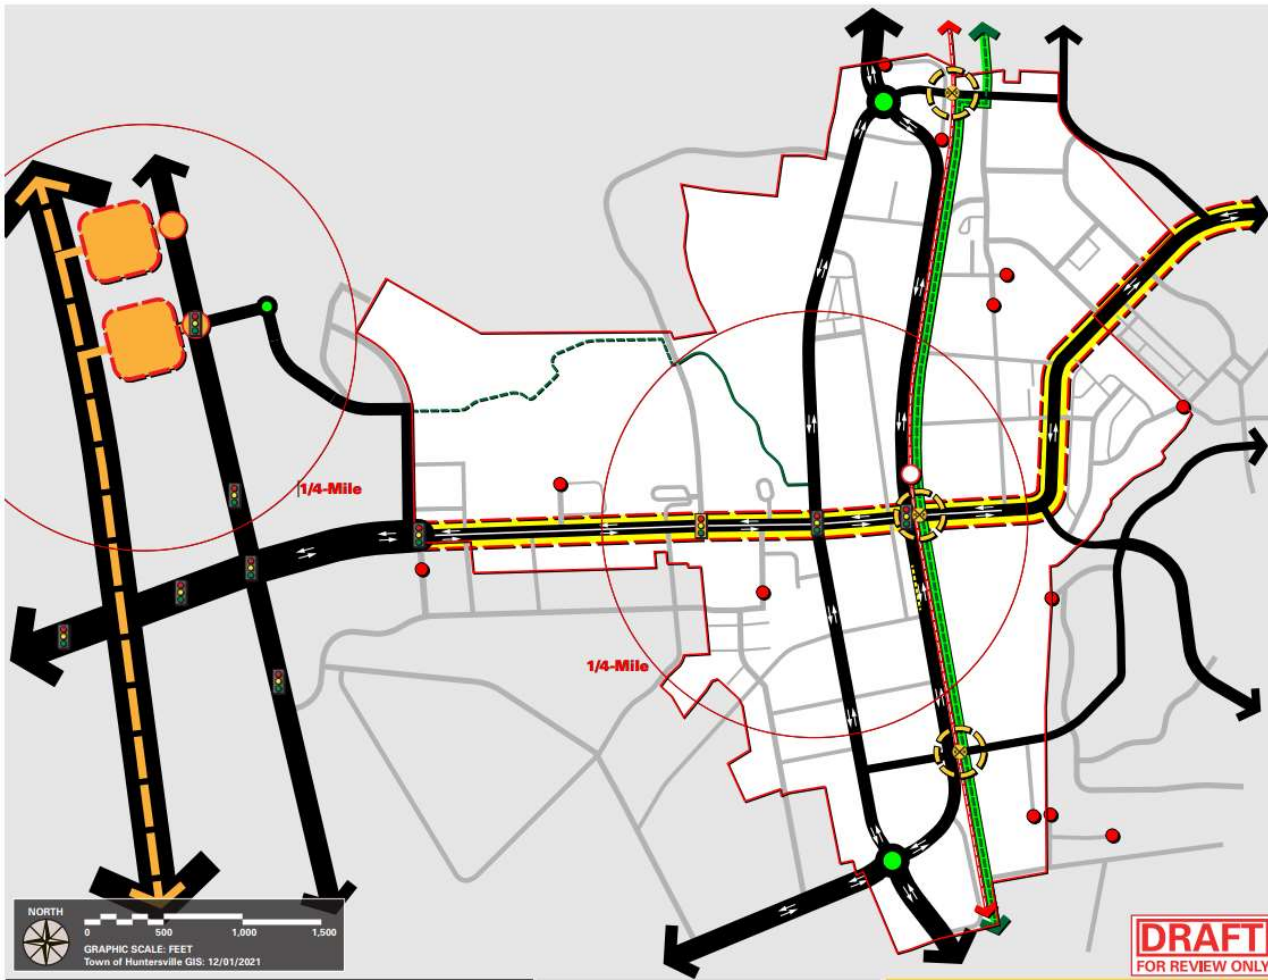 1/4-Mile
1/4-Mile
NORTH
0 500 1,000 1,500
GRAPHIC SCALE: FEET
Town of Huntersville GIS: 12/01/2021
DRAFT
FOR REVIEW ONLY